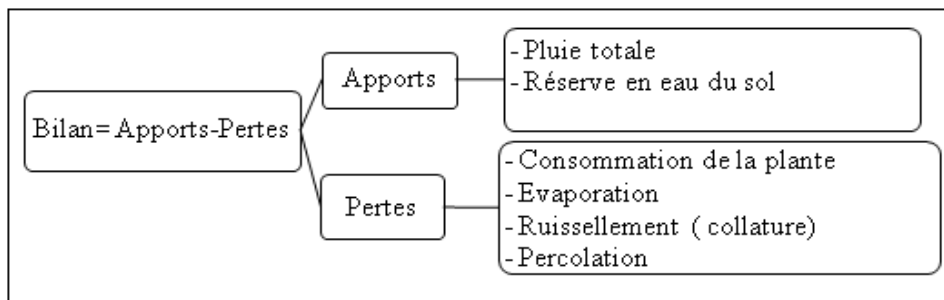 Bilan= Apports-Pertes
Apports
- Pluie totale
- Réserve en eau du sol
Pertes
- Consommation de la plante
- Evaporation
- Ruissellement ( collature)
- Percolation